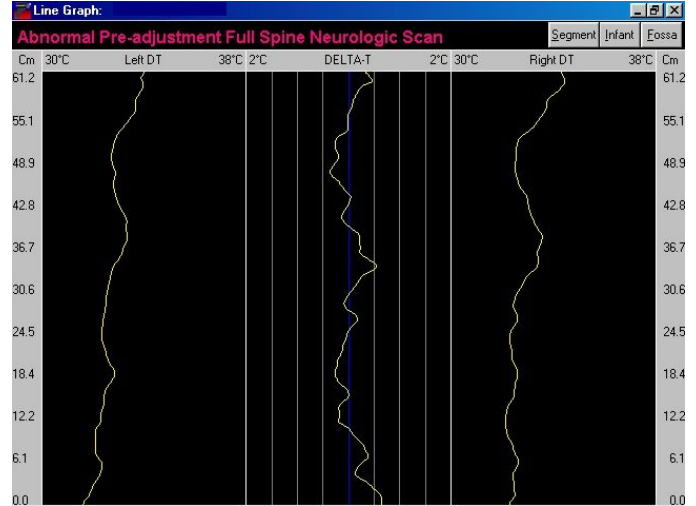 Line Graph:
Abnormal Pre-adjustment Full Spine Neurologic Scan
Segment Infant Fossa
Cm 30°C Left DT 38°C 2°C DELTA-T 2°C 30°C Right DT 38°C Cm
61.2 61.2
55.1 55.1
48.9 48.9
42.8 42.8
36.7 36.7
30.6 30.6
24.5 24.5
18.4 18.4
12.2 12.2
6.1 6.1
0.0 0.0